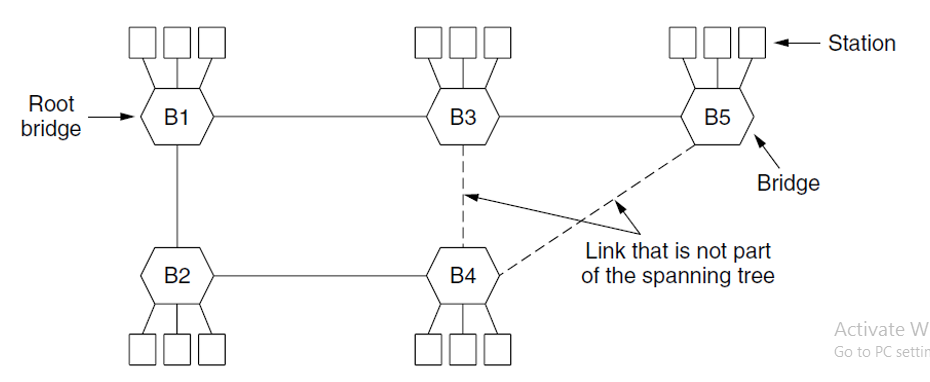 Station
Root
bridge
B1
B3
B5
Bridge
Link that is not part
of the spanning tree
B2
B4
Activate W
Go to PC settin